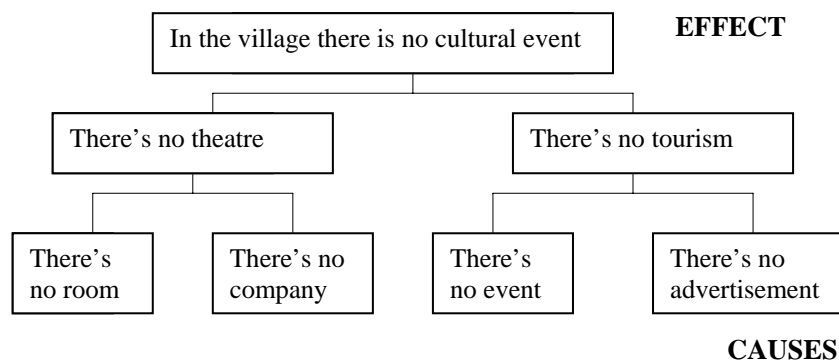 EFFECT
In the village there is no cultural event
There’s no theatre
There’s no tourism
There’s
no room
There’s no
company
There’s
no event
There’s no
advertisement
CAUSES